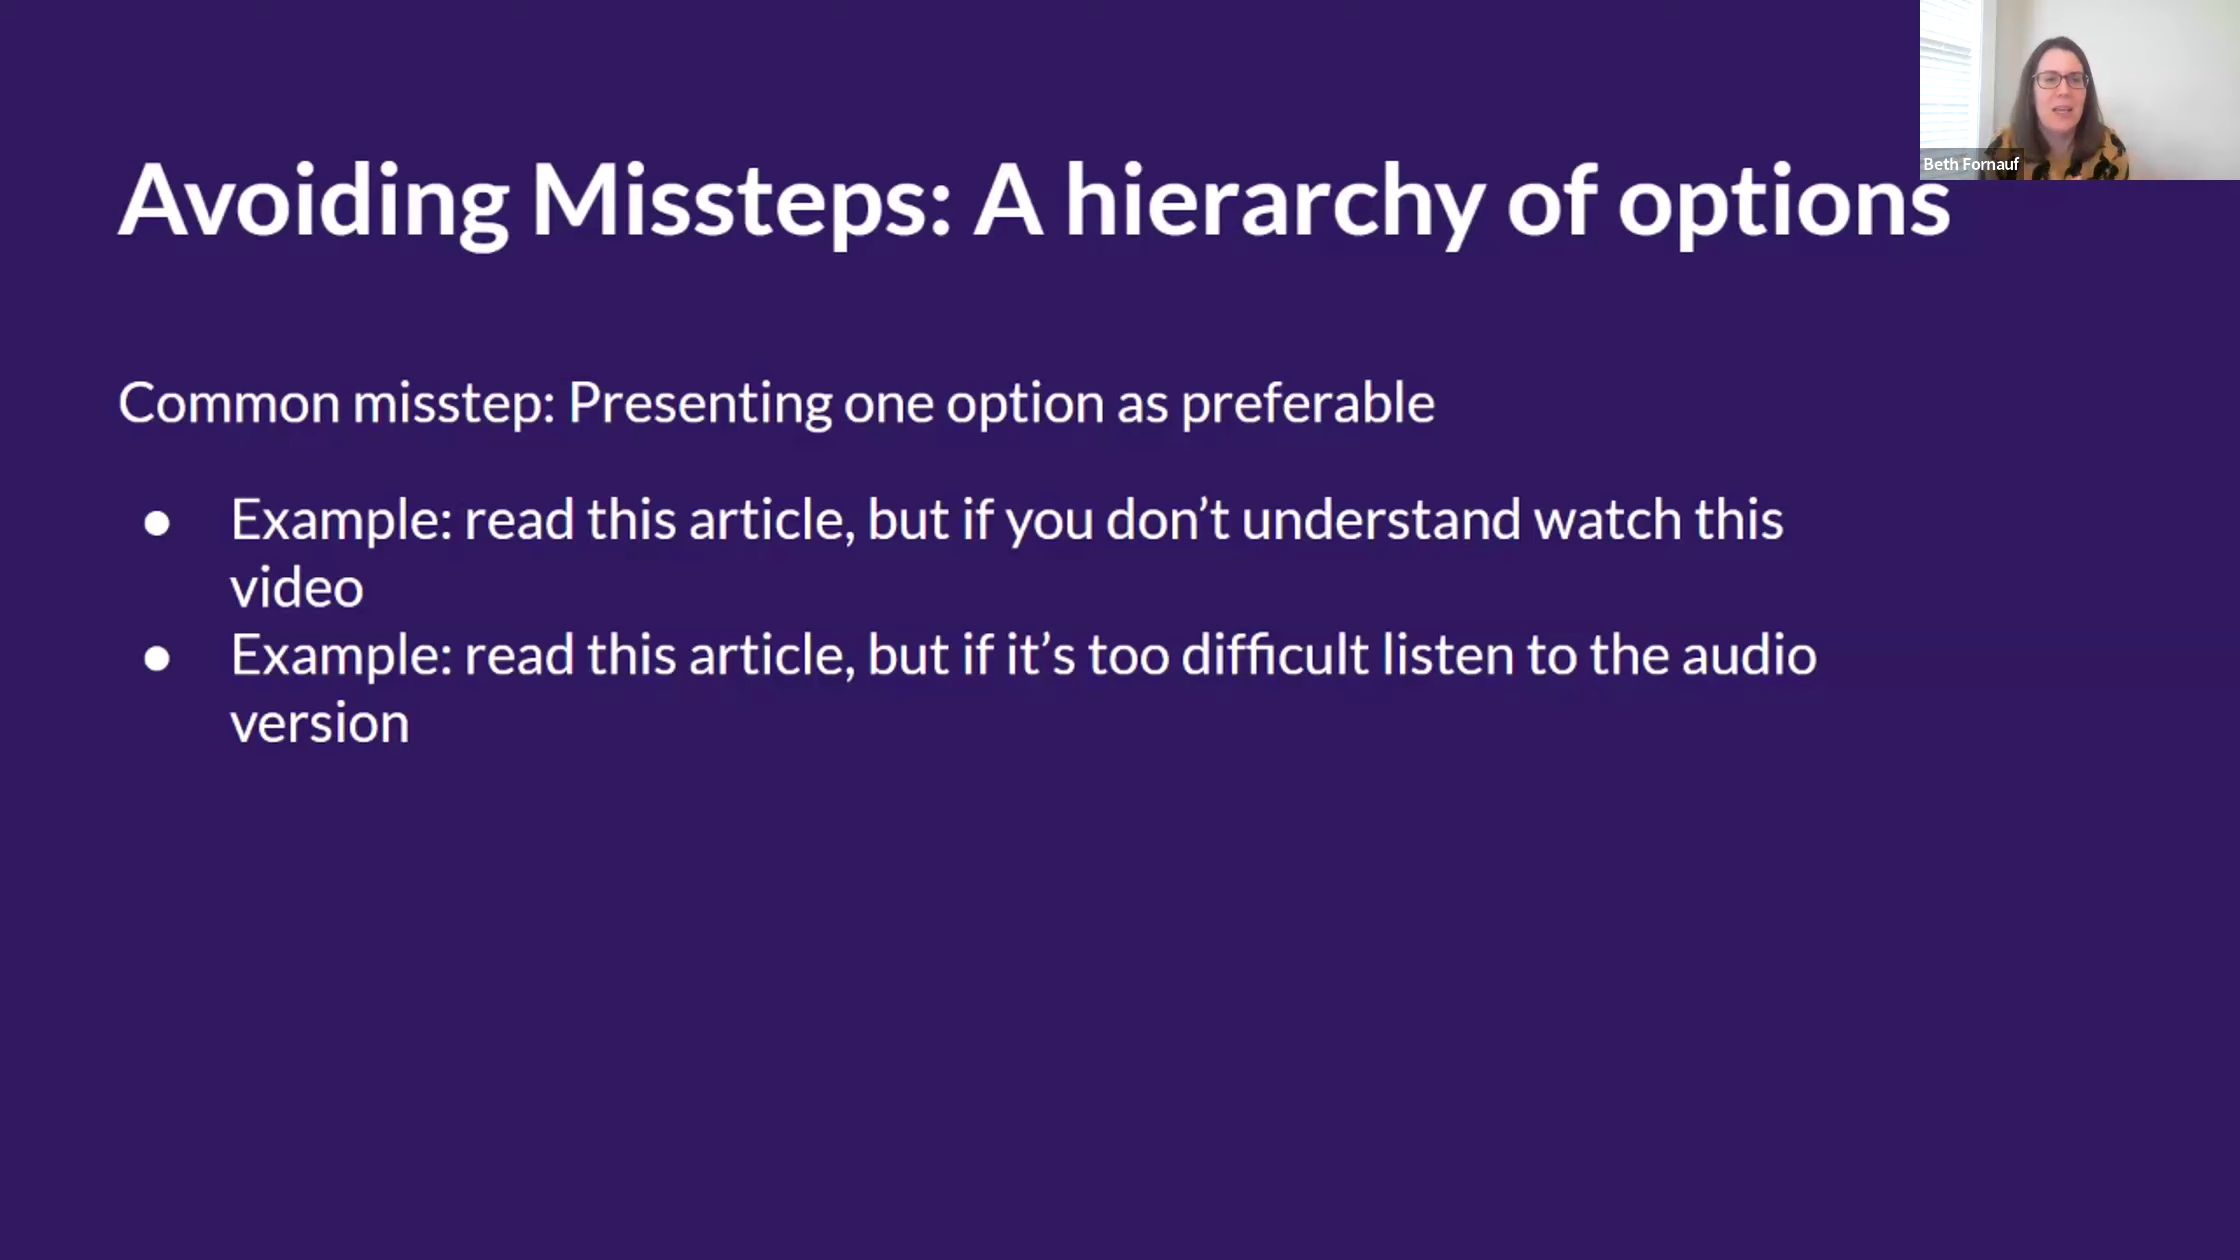 Beth Fornauf
Avoiding Missteps: A hierarchy of options
Common misstep: Presenting one option as preferable
● Example: read this article, but if you don’t understand watch this
video
● Example: read this article, but if it’s too difficult listen to the audio
version